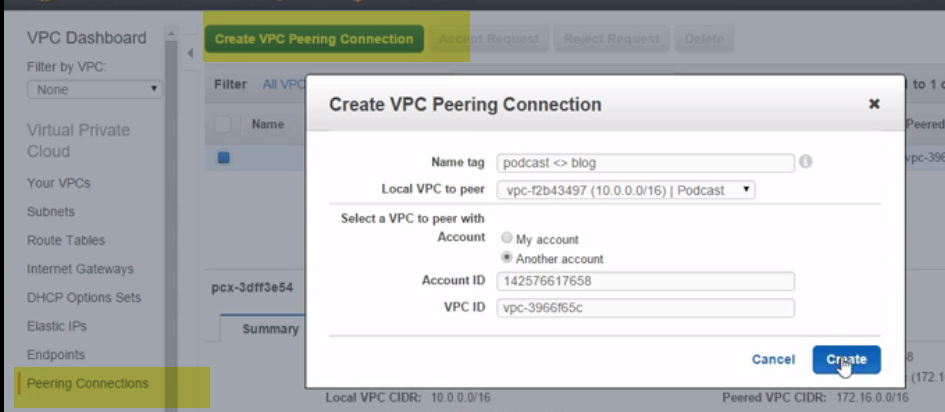 VPC Dashboard
Filter by VPC:
None
Virtual Private
Cloud
Your VPCs
Subnets
Route Tables
Internet Gateways
DHCP Options Sets
Elastic IPs
Endpoints
Peering Connections
Create VPC Peering Connection Accept Request Reject Request Delete
Filter All VPC
to 1
Name Peered
vpc-396
pcx-3dff3e54
Summary
Create VPC Peering Connection
Name tag podcast <> blog
Local VPC to peer vpc-f2b43497 (10.0.0.0/16) | Podcast
Select a VPC to peer with
Account My account
Another account
Account ID 142576617658
VPC ID vpc-3966f65c
Cancel Create
(172.1
Local VPC CIDR: 10.0.0.0/16 Peered VPC CIDR: 172.16.0.0/16